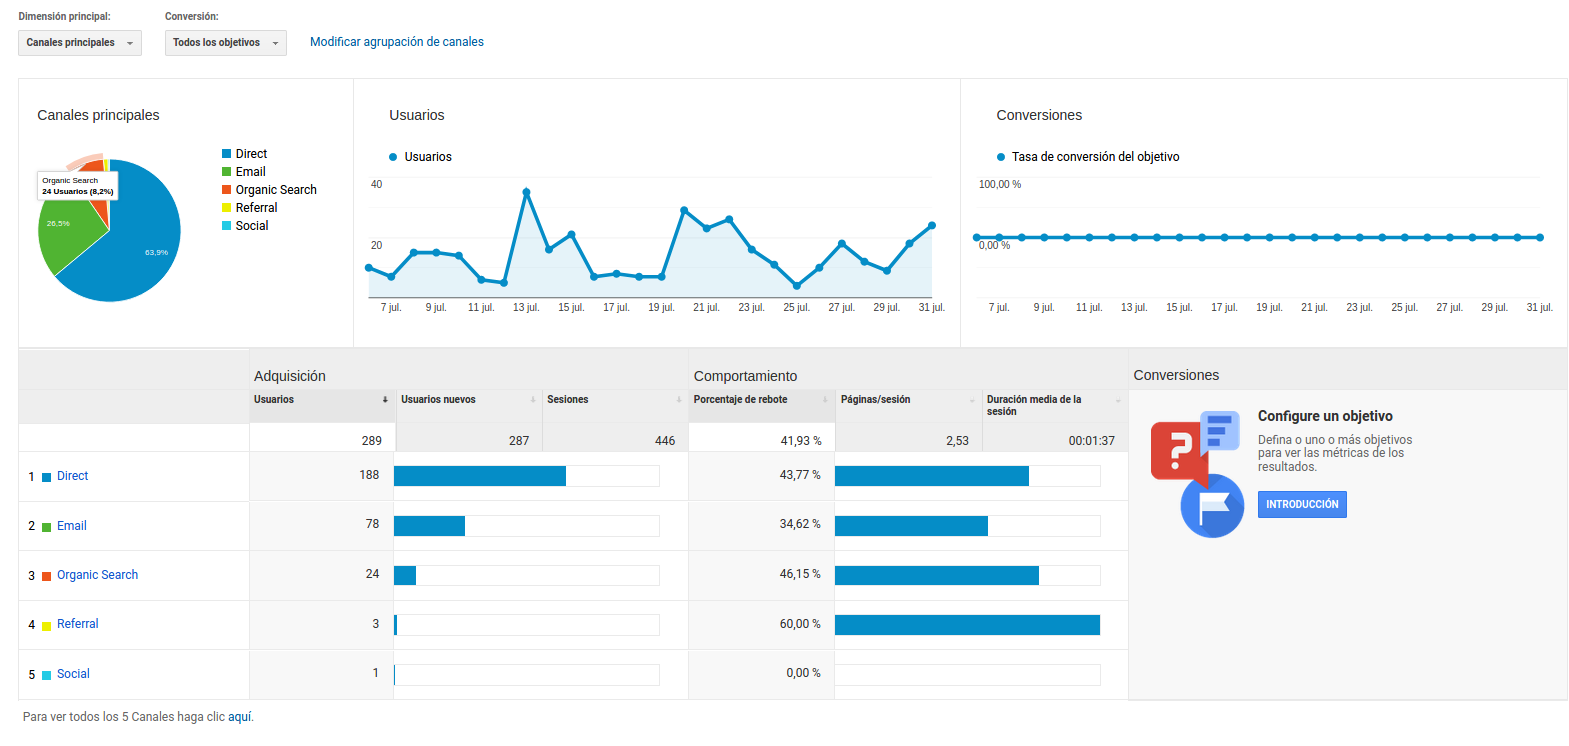 Dimensión principal:
Conversión:
Canales principales
Todos los objetivos
Modificar agrupación de canales
Canales principales
Direct
Email
Organic Search
Referral
Social
Organic Search
24 Usuarios (8,2%)
26,5%
63,9%
Usuarios
Usuarios
40
20
7 jul.
9 jul.
11 jul.
13 jul.
15 jul.
17 jul.
19 jul.
21 jul.
23 jul.
25 jul.
27 jul.
29 jul.
31 jul.
Conversiones
Tasa de conversión del objetivo
100,00 %
0,00 %
7 jul.
9 jul.
11 jul.
13 jul.
15 jul.
17 jul.
19 jul.
21 jul.
23 jul.
25 jul.
27 jul.
29 jul.
31 jul.
Adquisición
Comportamiento
Conversiones
Usuarios
Usuarios nuevos
Sesiones
Porcentaje de rebote
Páginas/sesión
Duración media de la
sesión
289
287
446
41,93 %
2,53
00:01:37
1 Direct 188 43,77 %
2 Email 78 34,62 %
3 Organic Search 24 46,15 %
4 Referral 3 60,00 %
5 Social 1 0,00 %
Configure un objetivo
Defina o uno o más objetivos
para ver las métricas de los
resultados.
INTRODUCCIÓN
Para ver todos los 5 Canales haga clic aquí.